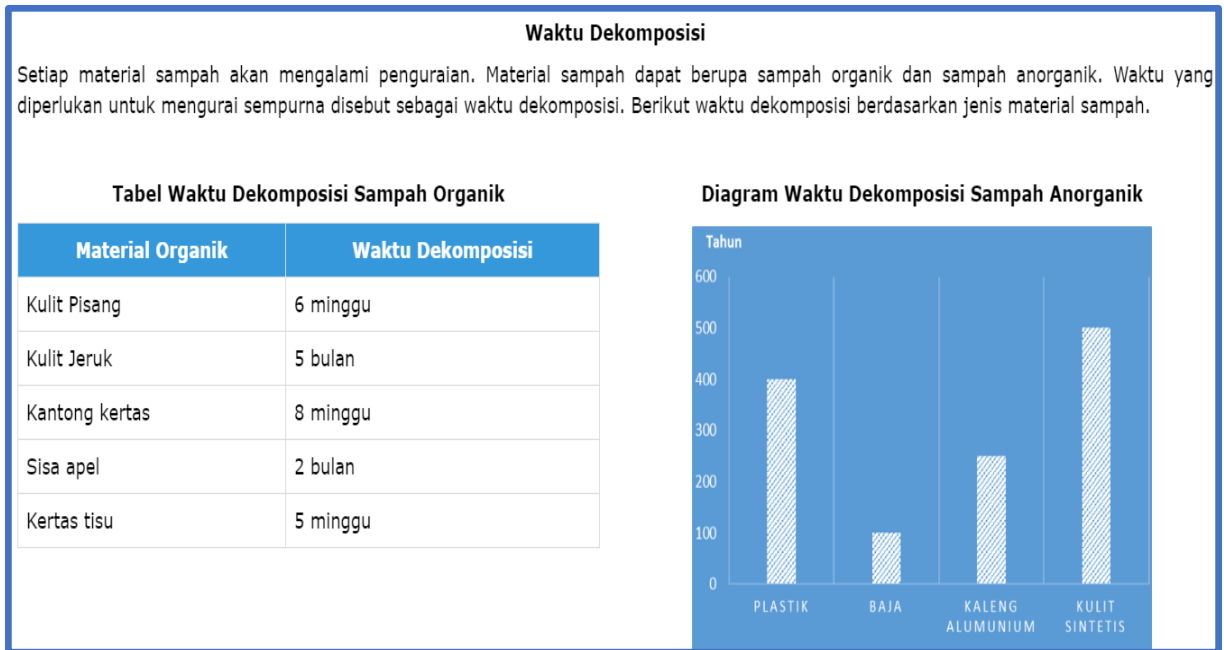 Waktu Dekomposisi
Setiap material sampah akan mengalami penguraian. Material sampah dapat berupa sampah organik dan sampah anorganik. Waktu yang
diperlukan untuk mengurai sempurna disebut sebagai waktu dekomposisi. Berikut waktu dekomposisi berdasarkan jenis material sampah.
Tabel Waktu Dekomposisi Sampah Organik
Material Organik Waktu Dekomposisi
Kulit Pisang 6 minggu
Kulit Jeruk 5 bulan
Kantong kertas 8 minggu
Sisa apel 2 bulan
Kertas tisu 5 minggu
Diagram Waktu Dekomposisi Sampah Anorganik
Tahun
600
500
400
300
200
100
0
PLASTIK BAJA KALENG KULIT
ALUMUNIUM SINTETIS